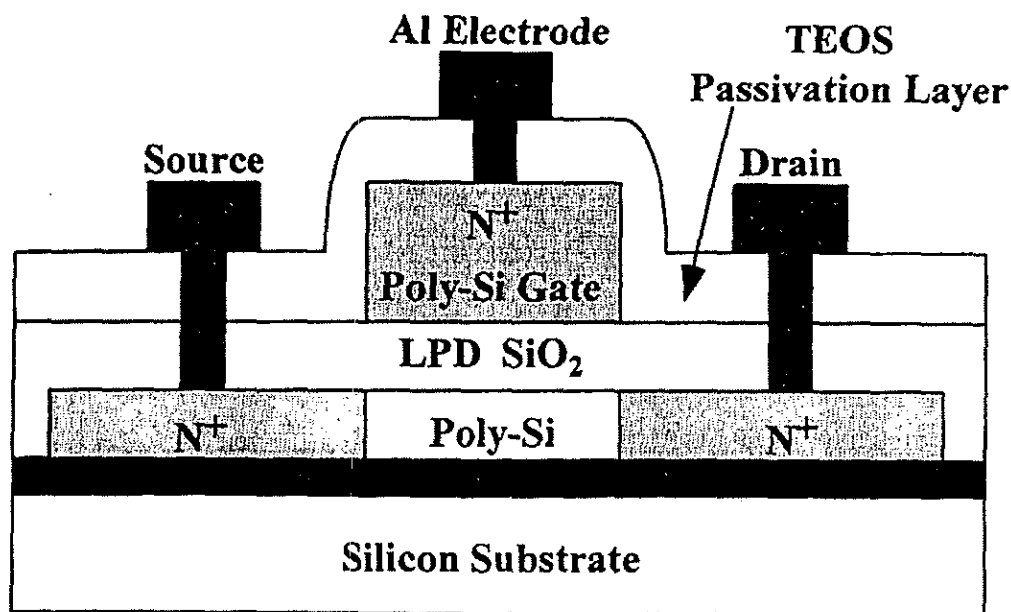 Al Electrode
TEOS
Passivation Layer
Source
Drain
N⁺
Poly-Si Gate
LPD SiO₂
N⁺
Poly-Si
N⁺
Silicon Substrate